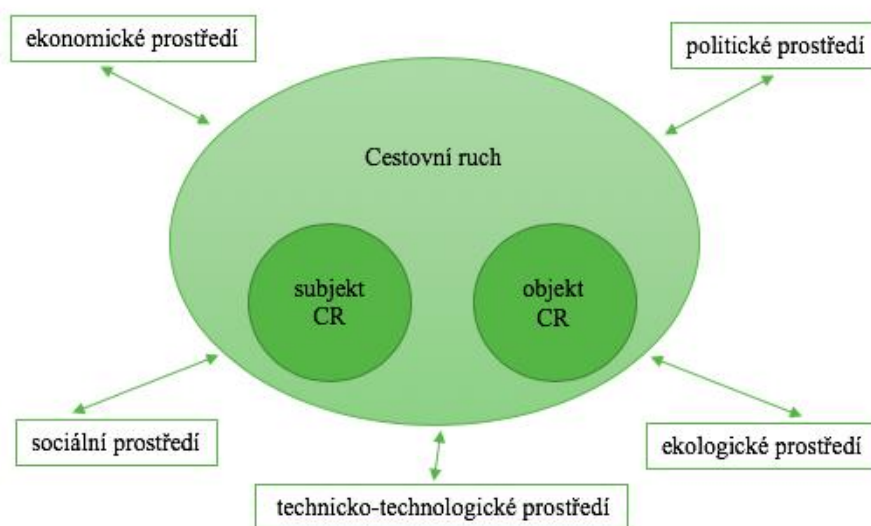 ekonomické prostředí
politické prostředí
Cestovní ruch
subjekt
CR
objekt
CR
sociální prostředí
ekologické prostředí
technicko-technologické prostředí